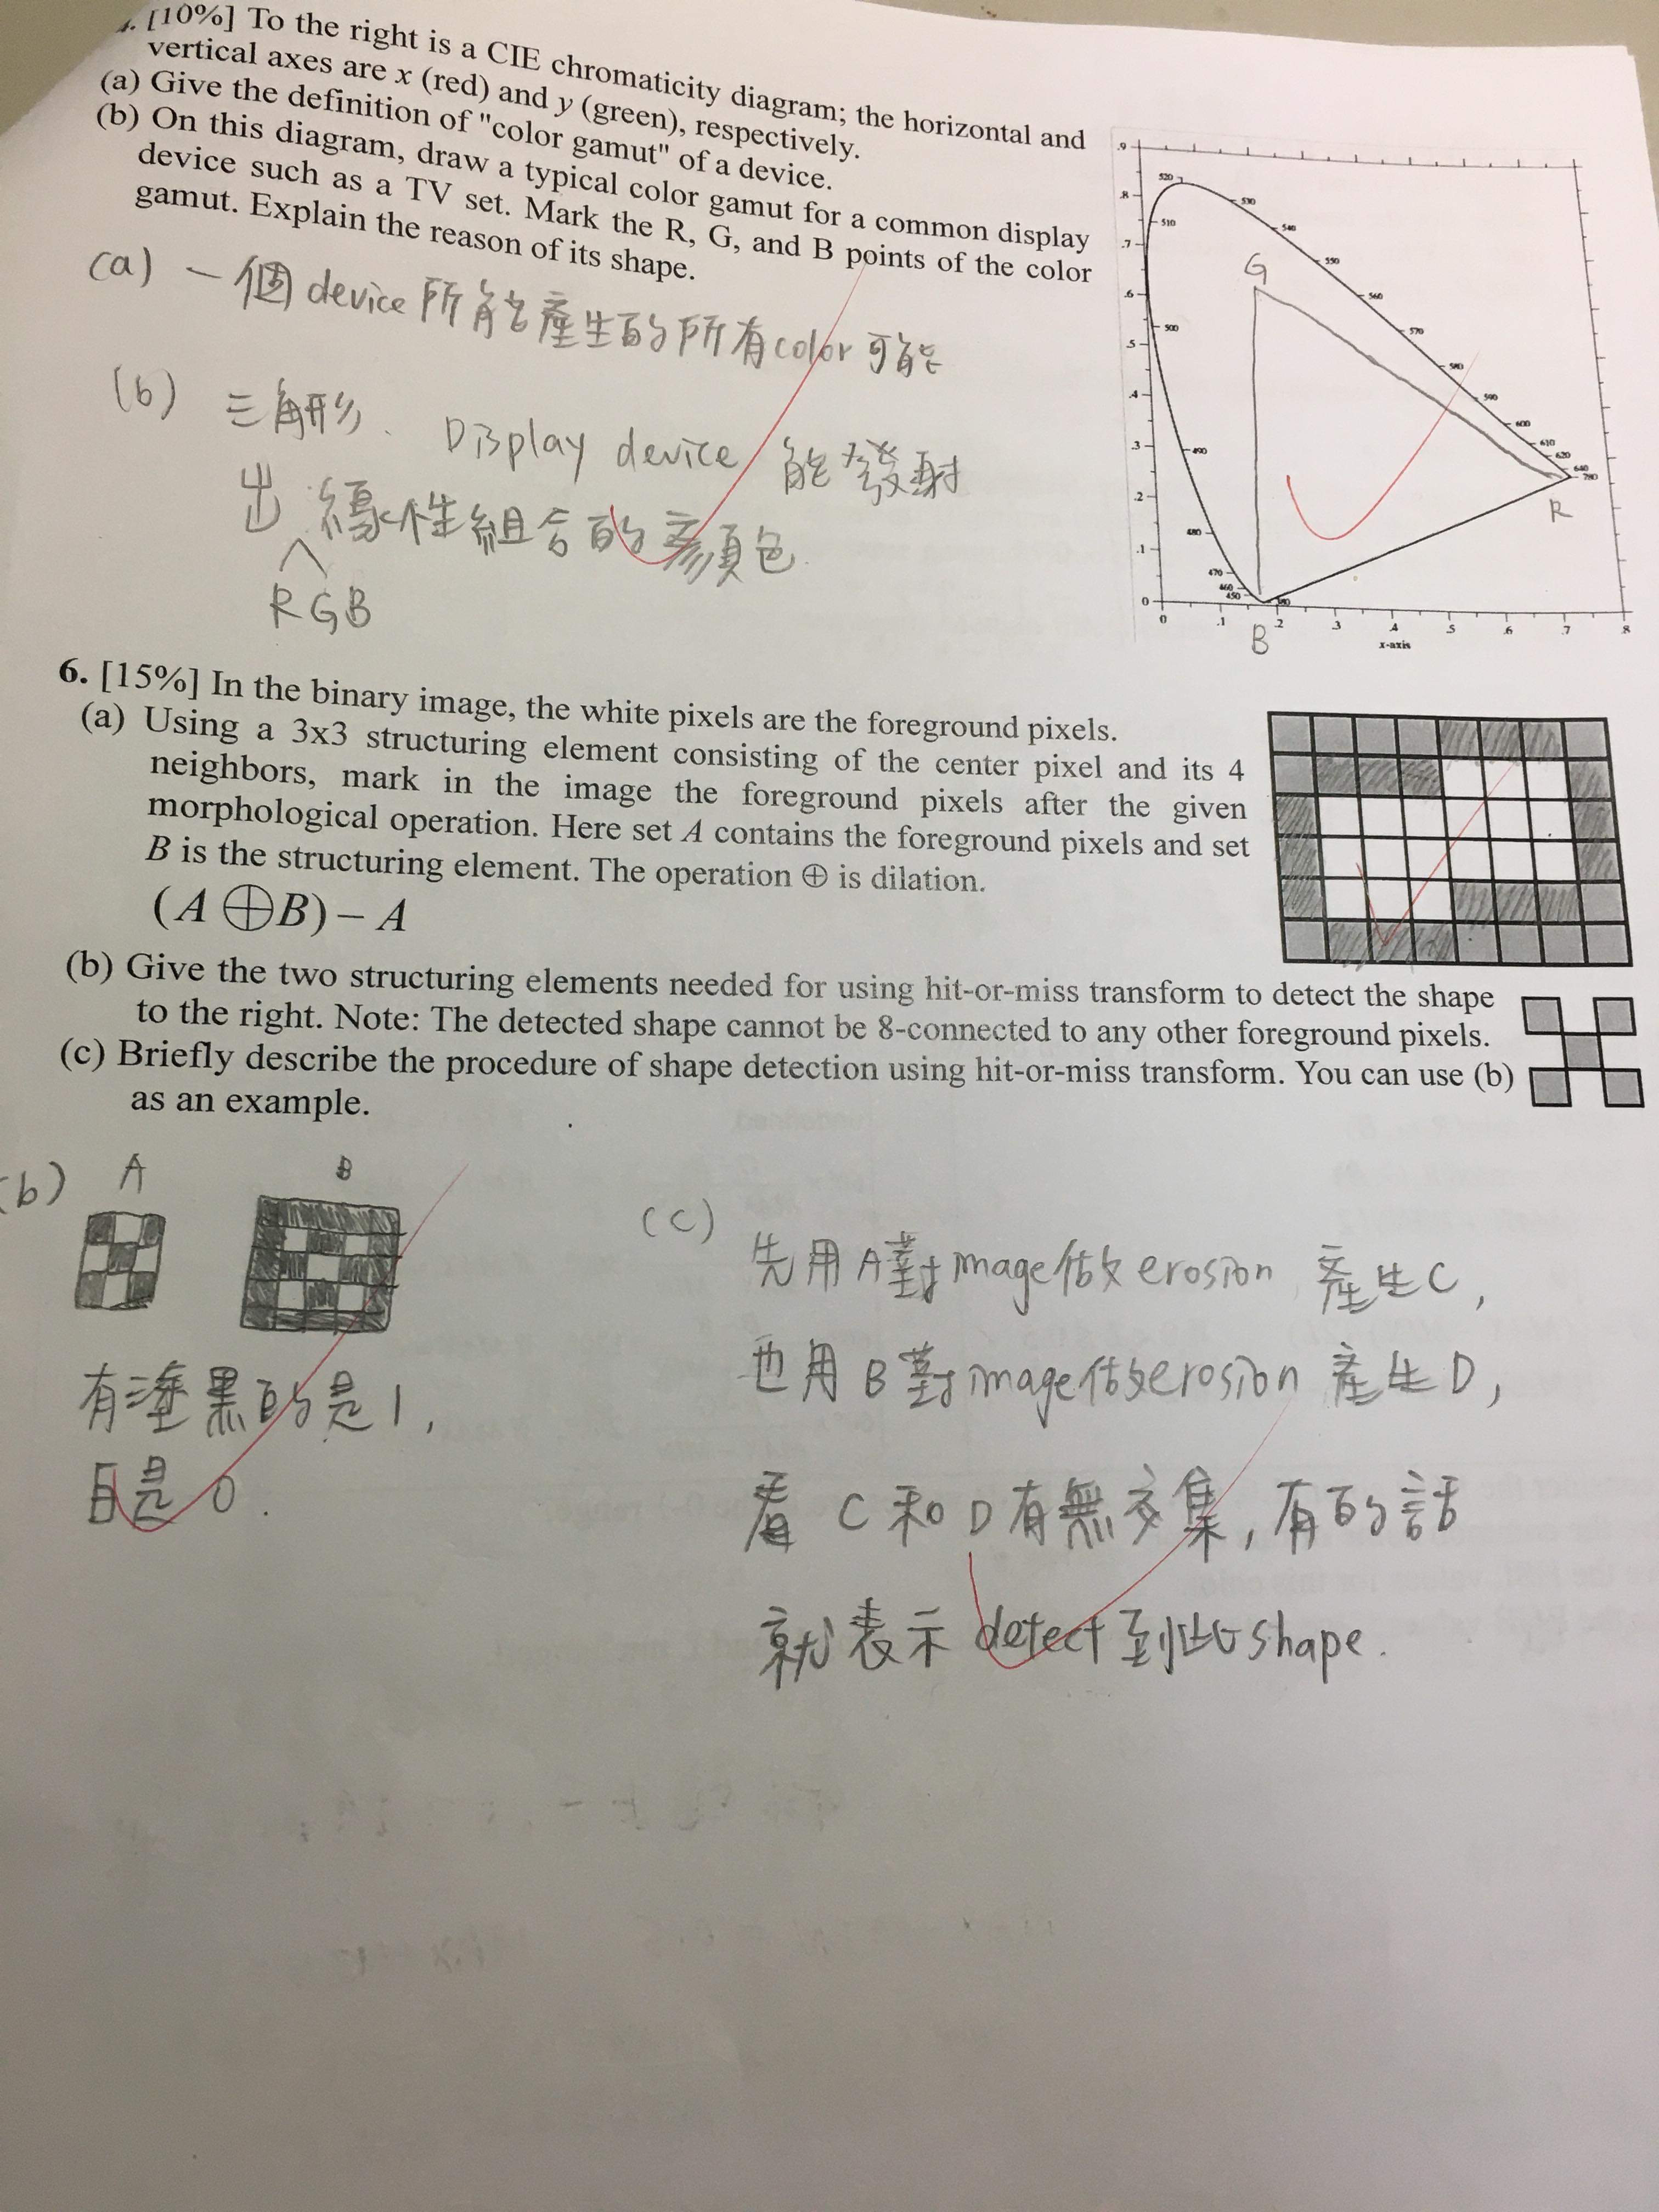 . [10%] To the right is a CIE chromaticity diagram; the horizontal and
vertical axes are x (red) and y (green), respectively.
(a) Give the definition of "color gamut" of a device.
(b) On this diagram, draw a typical color gamut for a common display
device such as a TV set. Mark the R, G, and B points of the color
gamut. Explain the reason of its shape.
(a) 一個device所能產生的所有color可能
(b) 三角形、Display device 能發射
出 線性組合的顏色
RGB
.9
.8
.7
.6
.5
.4
.3
.2
.1
0
0 .1 .2 .3 .4 .5 .6 .7 .8
x-axis
520
530
510
540
550
560
500
570
580
590
600
610
620
640
780
490
480
470
460
450
380
G
R
B
6. [15%] In the binary image, the white pixels are the foreground pixels.
(a) Using a 3x3 structuring element consisting of the center pixel and its 4
neighbors, mark in the image the foreground pixels after the given
morphological operation. Here set A contains the foreground pixels and set
B is the structuring element. The operation ⊕ is dilation.
(A ⊕ B) – A
(b) Give the two structuring elements needed for using hit-or-miss transform to detect the shape
to the right. Note: The detected shape cannot be 8-connected to any other foreground pixels.
(c) Briefly describe the procedure of shape detection using hit-or-miss transform. You can use (b)
as an example.
(b) A B
有塗黑的是1,
白是0.
(c)
先用A對image做erosion 產生C,
也用B對image做erosion 產生D,
看 C和D有無交集,有的話
就表示detect到此shape.